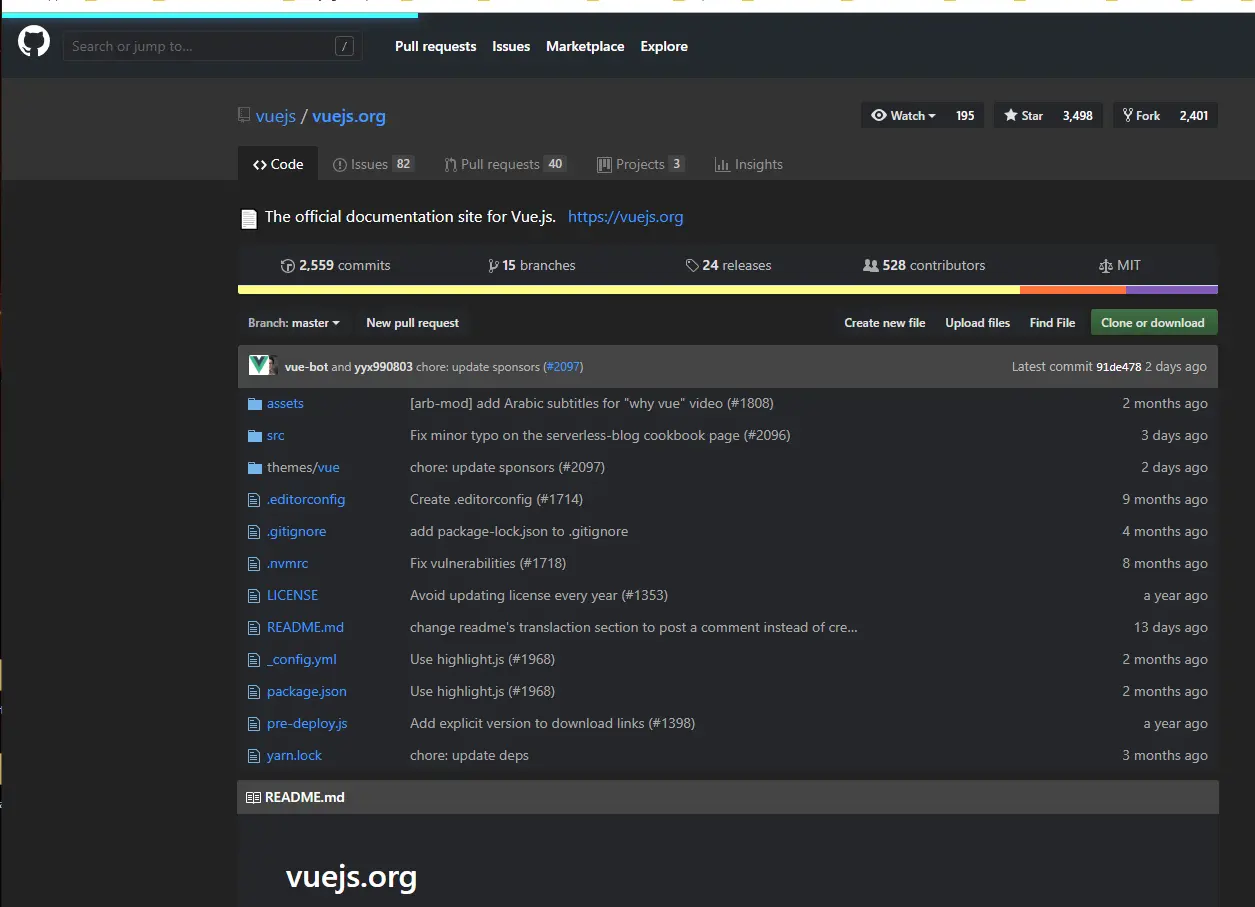 Search or jump to... /
Pull requests Issues Marketplace Explore
vuejs / vuejs.org
Watch 195 Star 3,498 Fork 2,401
Code Issues 82 Pull requests 40 Projects 3 Insights
The official documentation site for Vue.js. https://vuejs.org
2,559 commits 15 branches 24 releases 528 contributors MIT
Branch: master New pull request Create new file Upload files Find File Clone or download
vue-bot and yyx990803 chore: update sponsors (#2097) Latest commit 91de478 2 days ago
assets [arb-mod] add Arabic subtitles for "why vue" video (#1808) 2 months ago
src Fix minor typo on the serverless-blog cookbook page (#2096) 3 days ago
themes/vue chore: update sponsors (#2097) 2 days ago
.editorconfig Create .editorconfig (#1714) 9 months ago
.gitignore add package-lock.json to .gitignore 4 months ago
.nvmrc Fix vulnerabilities (#1718) 8 months ago
LICENSE Avoid updating license every year (#1353) a year ago
README.md change readme's translaction section to post a comment instead of cre... 13 days ago
_config.yml Use highlight.js (#1968) 2 months ago
package.json Use highlight.js (#1968) 2 months ago
pre-deploy.js Add explicit version to download links (#1398) a year ago
yarn.lock chore: update deps 3 months ago
README.md
vuejs.org